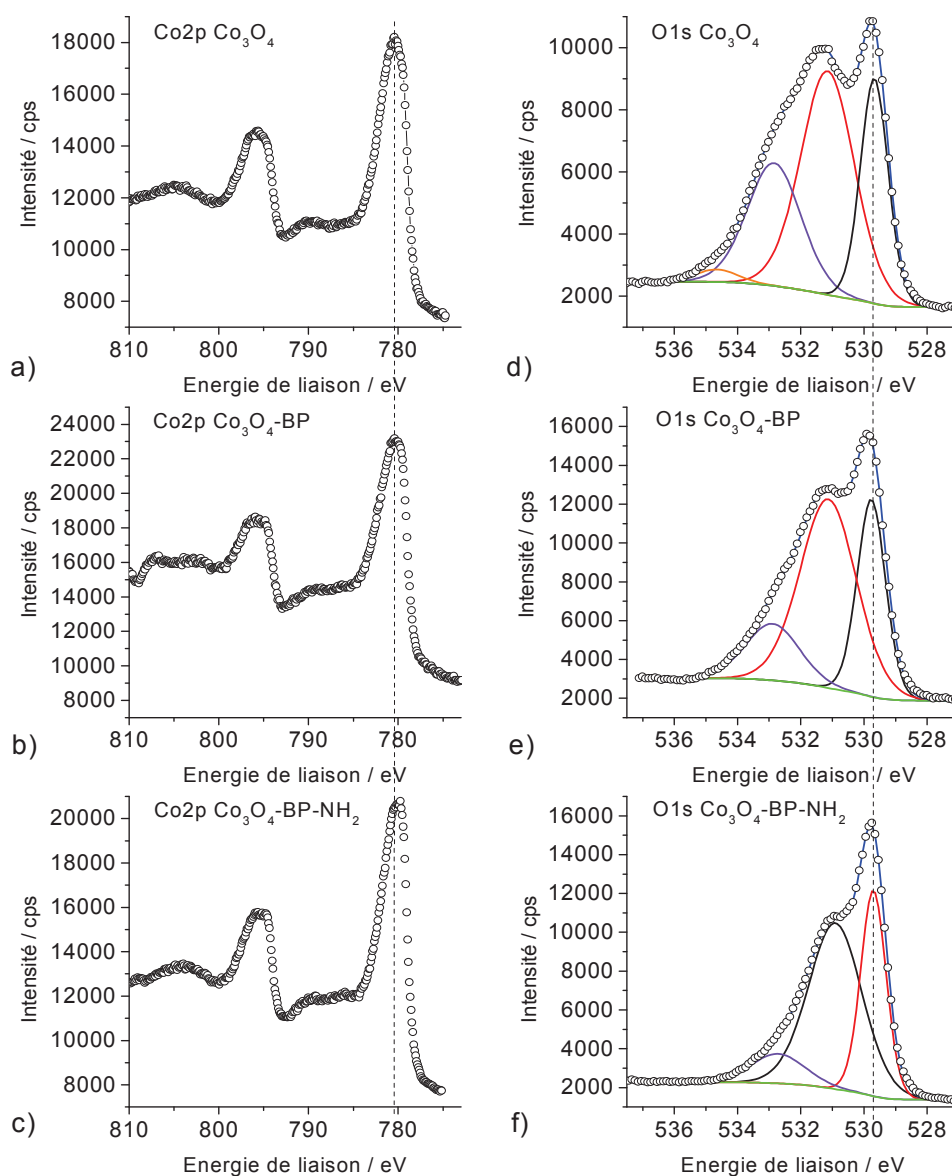 Co2p Co₃O₄
Intensité / cps
18000
16000
14000
12000
10000
8000
810
800
790
780
Energie de liaison / eV
a)
O1s Co₃O₄
Intensité / cps
10000
8000
6000
4000
2000
536
534
532
530
528
Energie de liaison / eV
d)
Co2p Co₃O₄-BP
Intensité / cps
24000
22000
20000
18000
16000
14000
12000
10000
8000
810
800
790
780
Energie de liaison / eV
b)
O1s Co₃O₄-BP
Intensité / cps
16000
14000
12000
10000
8000
6000
4000
2000
536
534
532
530
528
Energie de liaison / eV
e)
Co2p Co₃O₄-BP-NH₂
Intensité / cps
20000
18000
16000
14000
12000
10000
8000
810
800
790
780
Energie de liaison / eV
c)
O1s Co₃O₄-BP-NH₂
Intensité / cps
16000
14000
12000
10000
8000
6000
4000
2000
536
534
532
530
528
Energie de liaison / eV
f)